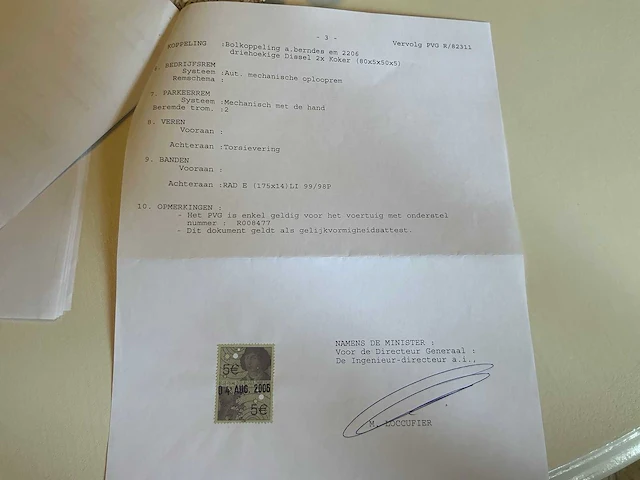 - 3 -
Vervolg PVG R/82311
KOPPELING :Bolkoppeling a.berndes em 2206
driehoekige Dissel 2x Koker (80x5x50x5)
6. BEDRIJFSREM
Systeem :Aut. mechanische oplooprem
Remschema :
7. PARKEERREM
Systeem :Mechanisch met de hand
Beremde trom. :2
8. VEREN
Vooraan :
Achteraan :Torsievering
9. BANDEN
Vooraan :
Achteraan :RAD E (175x14)LI 99/98P
10. OPMERKINGEN :
- Het PVG is enkel geldig voor het voertuig met onderstel
nummer : R008477
- Dit dokument geldt als gelijkvormigheidsattest.
NAMENS DE MINISTER :
Voor de Directeur Generaal :
De Ingenieur-directeur a.i.,
5€
04 AUG. 2005
5€
M. LOCCUFIER